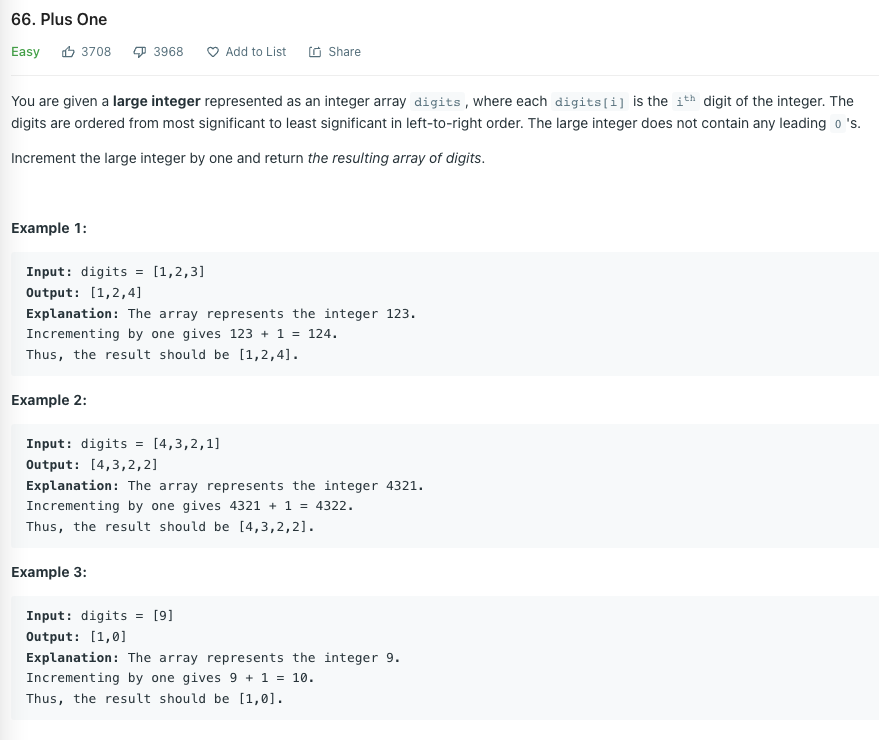 66. Plus One
Easy 3708 3968 Add to List Share
You are given a large integer represented as an integer array digits, where each digits[i] is the ith digit of the integer. The
digits are ordered from most significant to least significant in left-to-right order. The large integer does not contain any leading 0's.
Increment the large integer by one and return the resulting array of digits.
Example 1:
Input: digits = [1,2,3]
Output: [1,2,4]
Explanation: The array represents the integer 123.
Incrementing by one gives 123 + 1 = 124.
Thus, the result should be [1,2,4].
Example 2:
Input: digits = [4,3,2,1]
Output: [4,3,2,2]
Explanation: The array represents the integer 4321.
Incrementing by one gives 4321 + 1 = 4322.
Thus, the result should be [4,3,2,2].
Example 3:
Input: digits = [9]
Output: [1,0]
Explanation: The array represents the integer 9.
Incrementing by one gives 9 + 1 = 10.
Thus, the result should be [1,0].